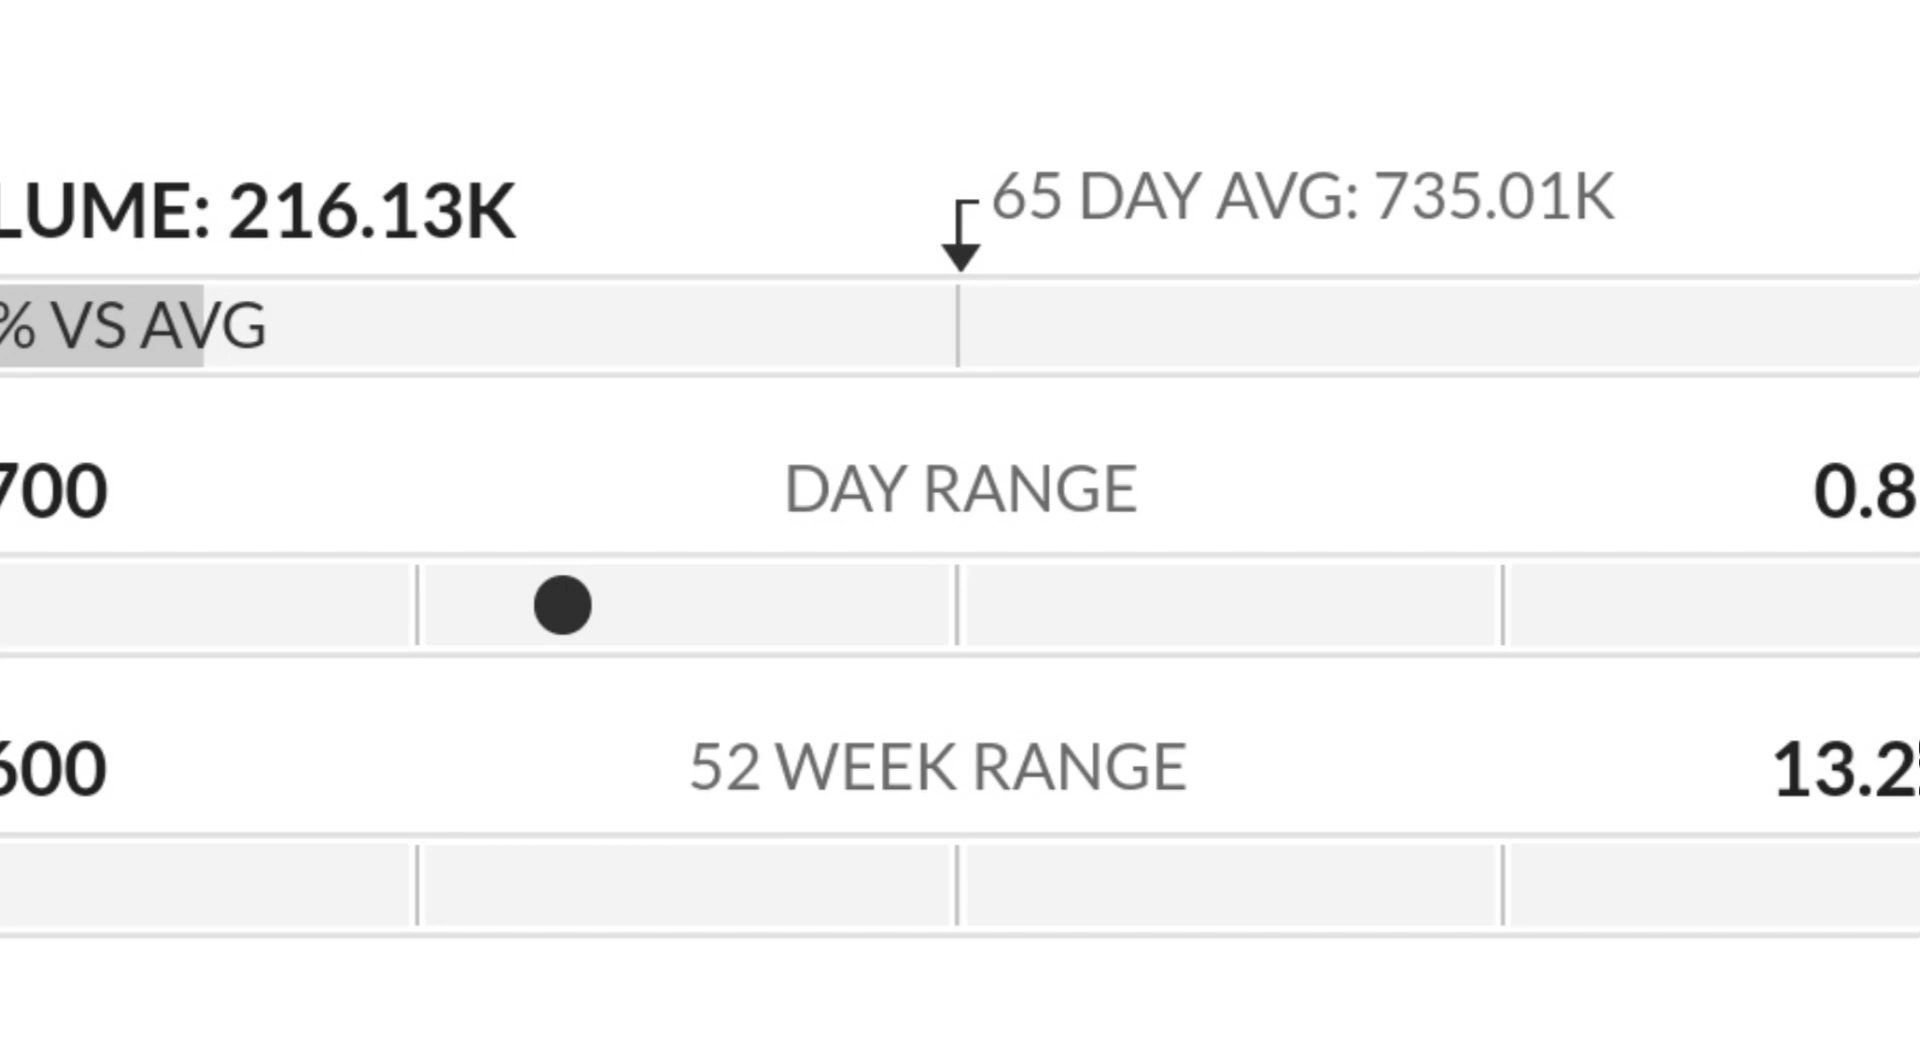 LUME: 216.13K
65 DAY AVG: 735.01K
% VS AVG
700 DAY RANGE 0.8
600 52 WEEK RANGE 13.2